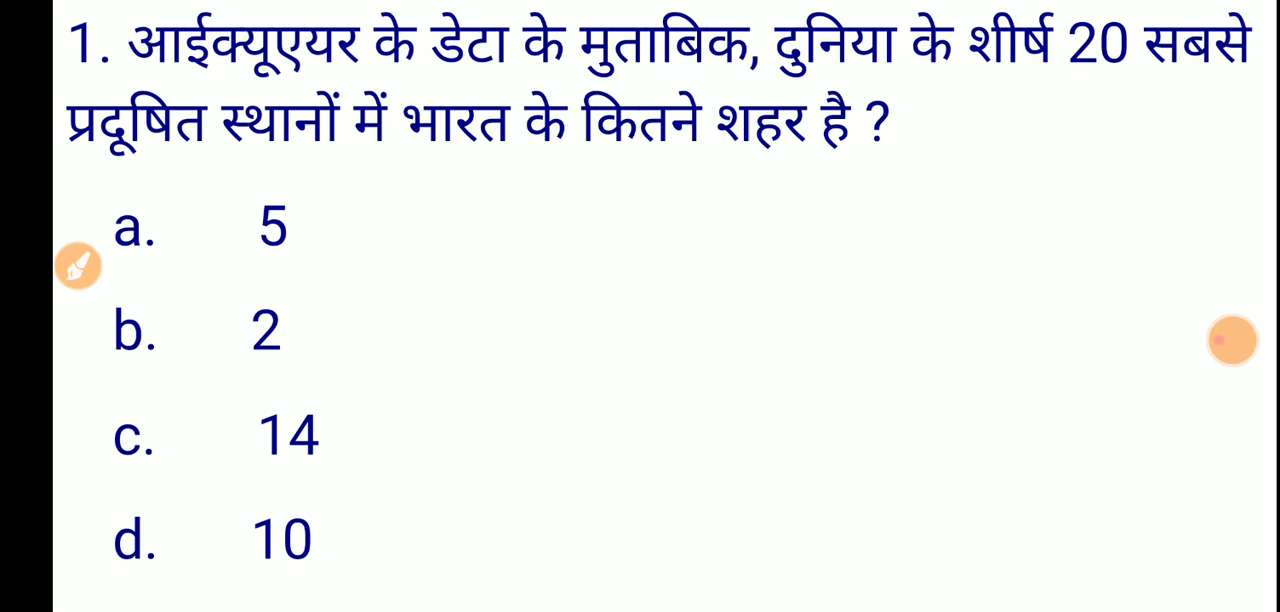 1. आईक्यूएयर के डेटा के मुताबिक, दुनिया के शीर्ष 20 सबसे
प्रदूषित स्थानों में भारत के कितने शहर है ?
a. 5
b. 2
c. 14
d. 10